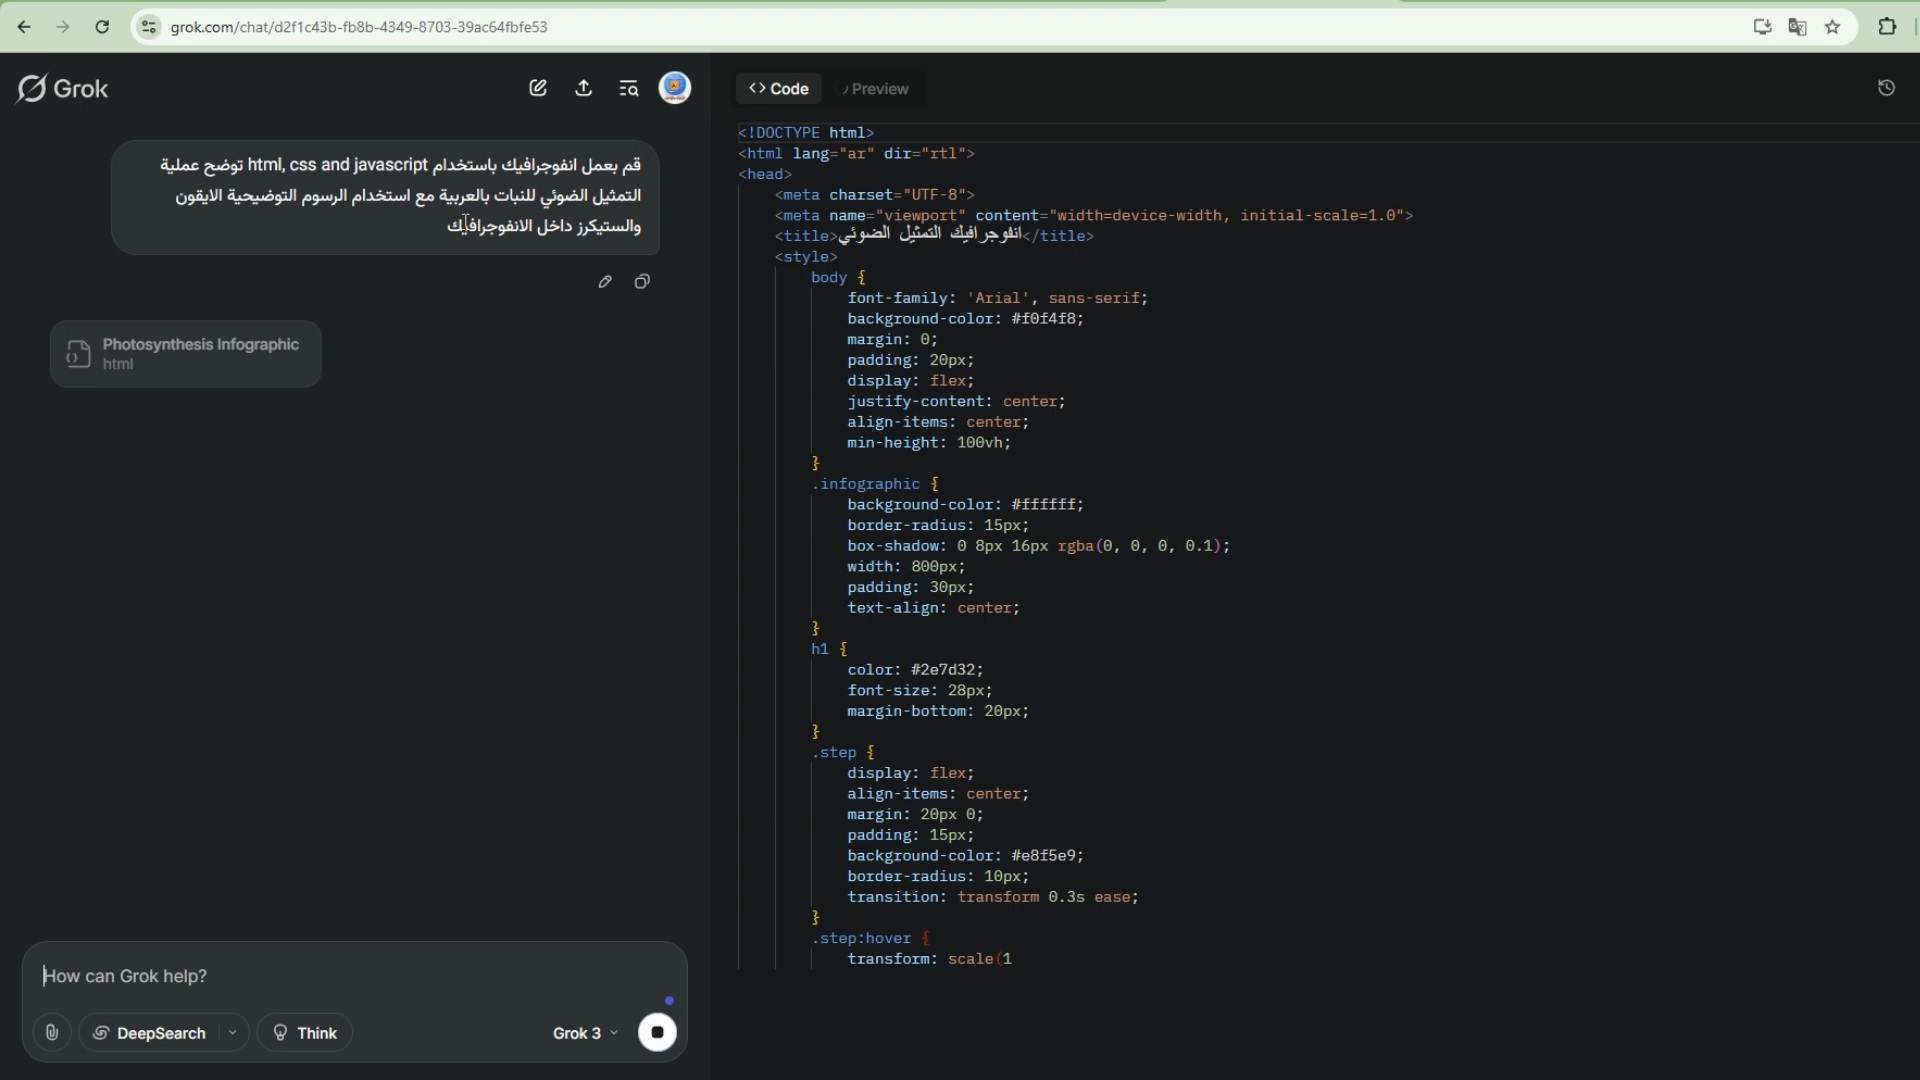 grok.com/chat/d2f1c43b-fb8b-4349-8703-39ac64fbfe53
Grok
قم بعمل انفوجرافيك باستخدام html, css and javascript توضح عملية
التمثيل الضوئي للنبات بالعربية مع استخدام الرسوم التوضيحية الايقون
والستيكرز داخل الانفوجرافيك
Photosynthesis Infographic
html
How can Grok help?
DeepSearch
Think
Grok 3
<> Code
Preview
<!DOCTYPE html>
<html lang="ar" dir="rtl">
<head>
<meta charset="UTF-8">
<meta name="viewport" content="width=device-width, initial-scale=1.0">
<title>انفوجرافيك التمثيل الضوئي</title>
<style>
body {
font-family: 'Arial', sans-serif;
background-color: #f0f4f8;
margin: 0;
padding: 20px;
display: flex;
justify-content: center;
align-items: center;
min-height: 100vh;
}
.infographic {
background-color: #ffffff;
border-radius: 15px;
box-shadow: 0 8px 16px rgba(0, 0, 0, 0.1);
width: 800px;
padding: 30px;
text-align: center;
}
h1 {
color: #2e7d32;
font-size: 28px;
margin-bottom: 20px;
}
.step {
display: flex;
align-items: center;
margin: 20px 0;
padding: 15px;
background-color: #e8f5e9;
border-radius: 10px;
transition: transform 0.3s ease;
}
.step:hover {
transform: scale(1